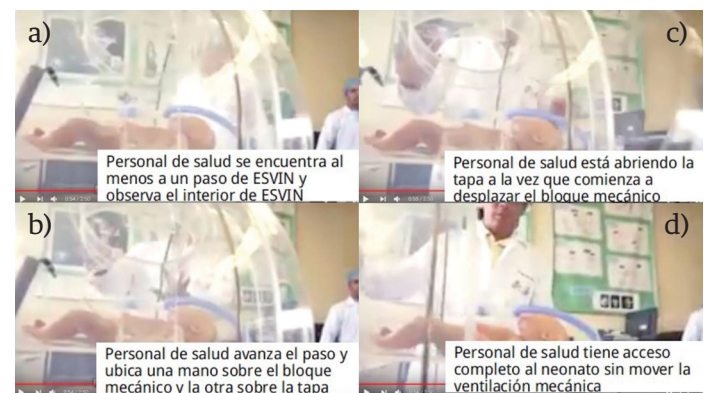 a)
Personal de salud se encuentra al
menos a un paso de ESVIN y
observa el interior de ESVIN
b)
Personal de salud avanza el paso y
ubica una mano sobre el bloque
mecánico y la otra sobre la tapa
c)
Personal de salud está abriendo la
tapa a la vez que comienza a
desplazar el bloque mecánico
d)
Personal de salud tiene acceso
completo al neonato sin mover la
ventilación mecánica